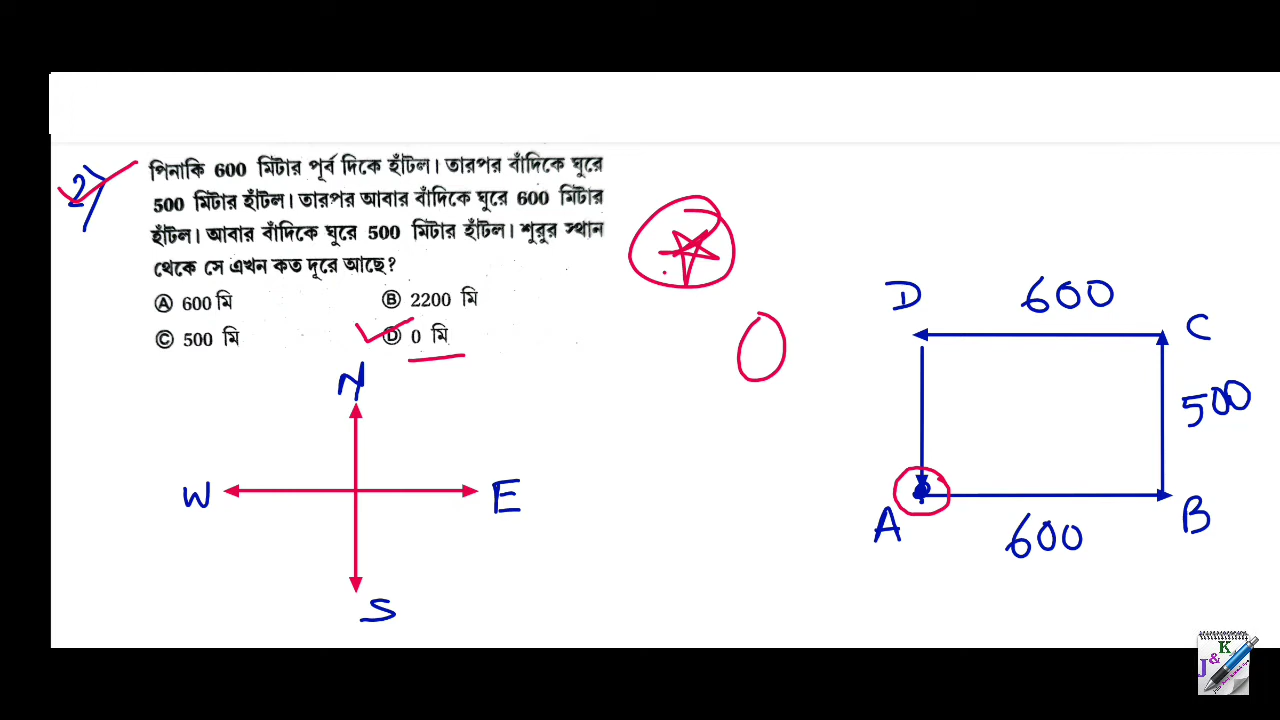 2)
পিনাকি 600 মিটার পূর্ব দিকে হাঁটল। তারপর বাঁদিকে ঘুরে
500 মিটার হাঁটল। তারপর আবার বাঁদিকে ঘুরে 600 মিটার
হাঁটল। আবার বাঁদিকে ঘুরে 500 মিটার হাঁটল। শুরুর স্থান
থেকে সে এখন কত দূরে আছে?
Ⓐ 600 মি Ⓑ 2200 মি
Ⓒ 500 মি Ⓓ 0 মি
N
W E
S
0
D 600 C
500
A 600 B
J & K